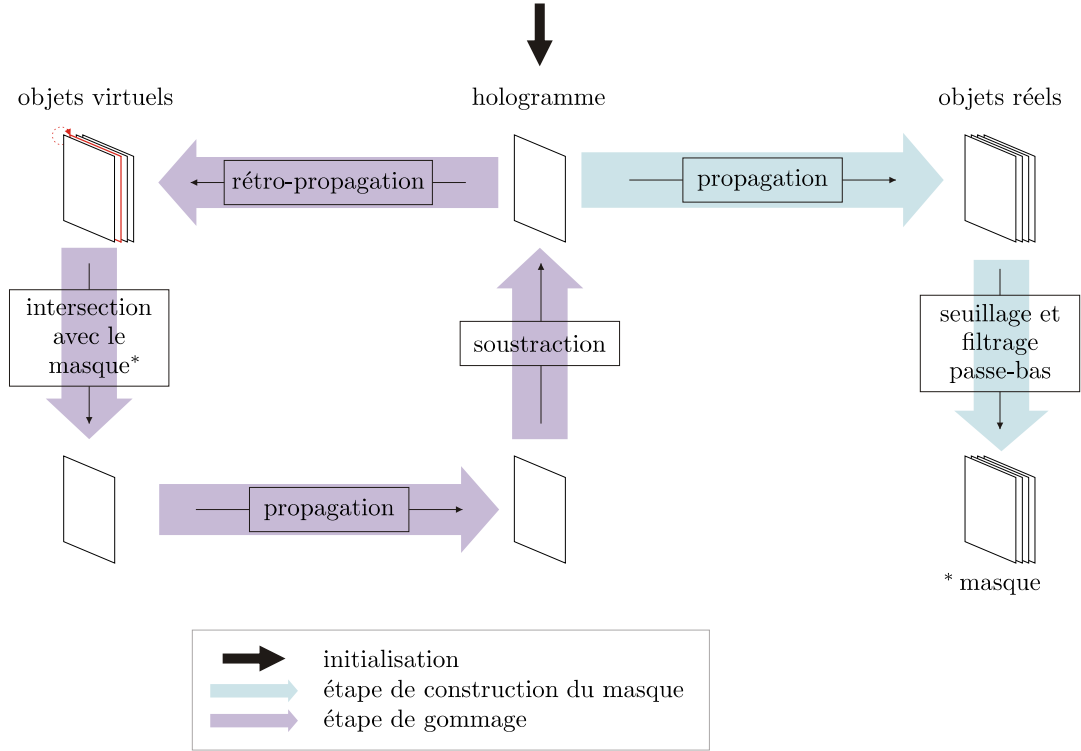 objets virtuels
hologramme
objets réels
rétro-propagation
propagation
intersection
avec le
masque*
soustraction
seuillage et
filtrage
passe-bas
propagation
* masque
initialisation
étape de construction du masque
étape de gommage